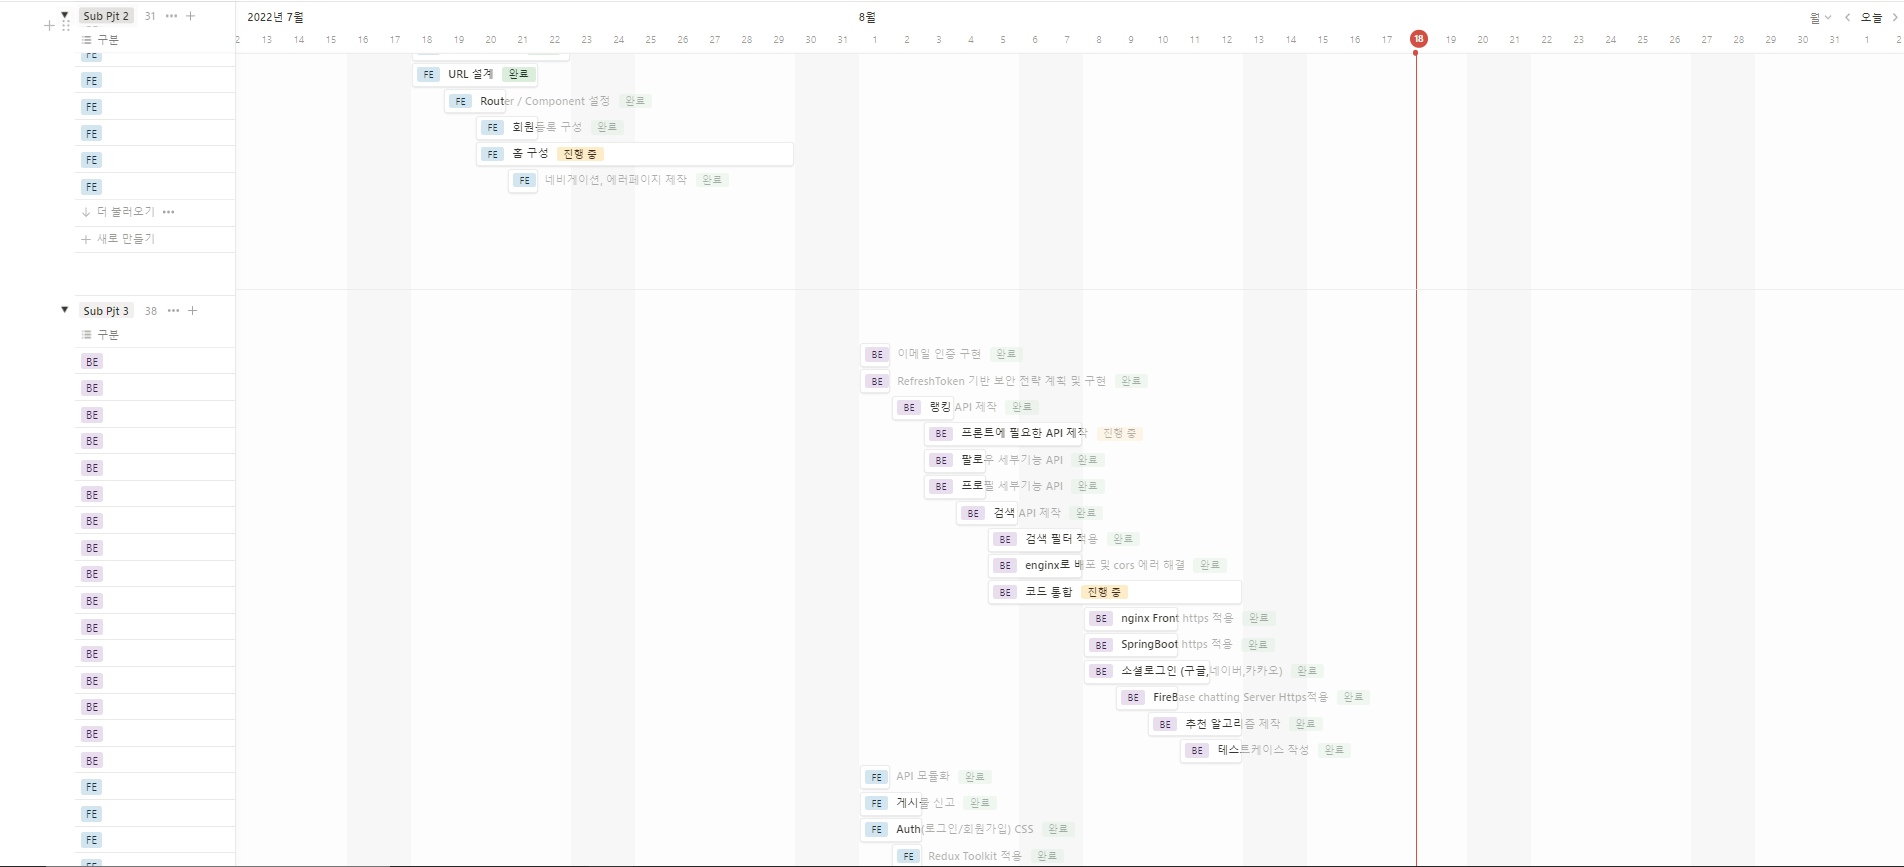 Sub Pjt 2 31 ••• +
2022년 7월 8월 월 오늘
구분
2 13 14 15 16 17 18 19 20 21 22 23 24 25 26 27 28 29 30 31 1 2 3 4 5 6 7 8 9 10 11 12 13 14 15 16 17 18 19 20 21 22 23 24 25 26 27 28 29 30 31 1 2
FE
FE FE URL 설계 완료
FE FE Router / Component 설정 완료
FE FE 회원등록 구성 완료
FE FE 홈 구성 진행 중
FE FE 네비게이션, 에러페이지 제작 완료
더 불러오기 •••
새로 만들기
Sub Pjt 3 38 ••• +
구분
BE BE 이메일 인증 구현 완료
BE BE RefreshToken 기반 보안 전략 계획 및 구현 완료
BE BE 랭킹 API 제작 완료
BE BE 프론트에 필요한 API 제작 진행 중
BE BE 팔로우 세부기능 API 완료
BE BE 프로필 세부기능 API 완료
BE BE 검색 API 제작 완료
BE BE 검색 필터 적용 완료
BE BE enginx로 배포 및 cors 에러 해결 완료
BE BE 코드 통합 진행 중
BE BE nginx Front https 적용 완료
BE BE SpringBoot https 적용 완료
BE BE 소셜로그인 (구글,네이버,카카오) 완료
BE BE FireBase chatting Server Https적용 완료
BE BE 추천 알고리즘 제작 완료
BE BE 테스트케이스 작성 완료
FE FE API 모듈화 완료
FE FE 게시물 신고 완료
FE FE Auth(로그인/회원가입) CSS 완료
FE FE Redux Toolkit 적용 완료